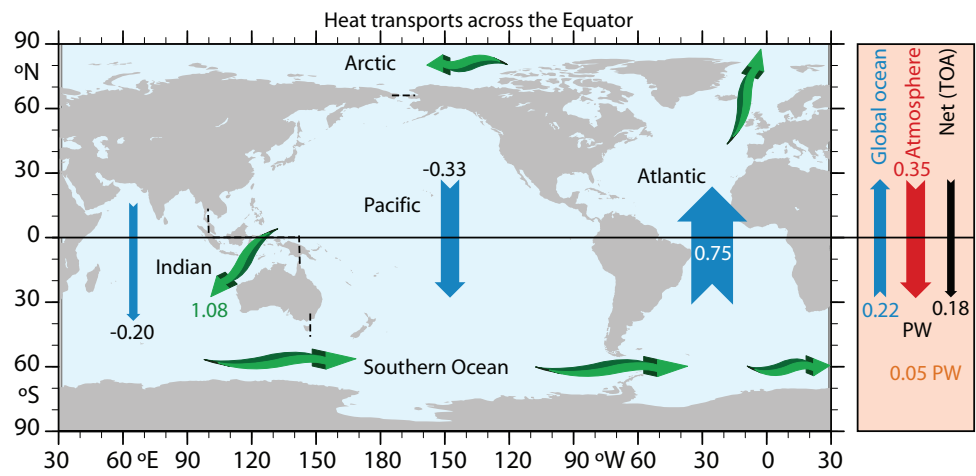 Heat transports across the Equator
90
ºN
60
30
0
30
60
ºS
90
Arctic
-0.33
Pacific
Atlantic
0.75
Indian
1.08
-0.20
Southern Ocean
30
60 ºE
90
120
150
180
150
120
90 ºW
60
30
0
30
Global ocean
Atmosphere
Net (TOA)
0.35
0.22
0.18
PW
0.05 PW